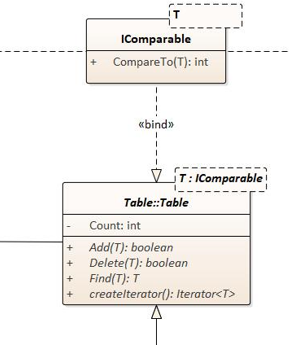 T
IComparable
+ CompareTo(T): int
«bind»
T : IComparable
Table::Table
- Count: int
+ Add(T): boolean
+ Delete(T): boolean
+ Find(T): T
+ createIterator(): Iterator<T>